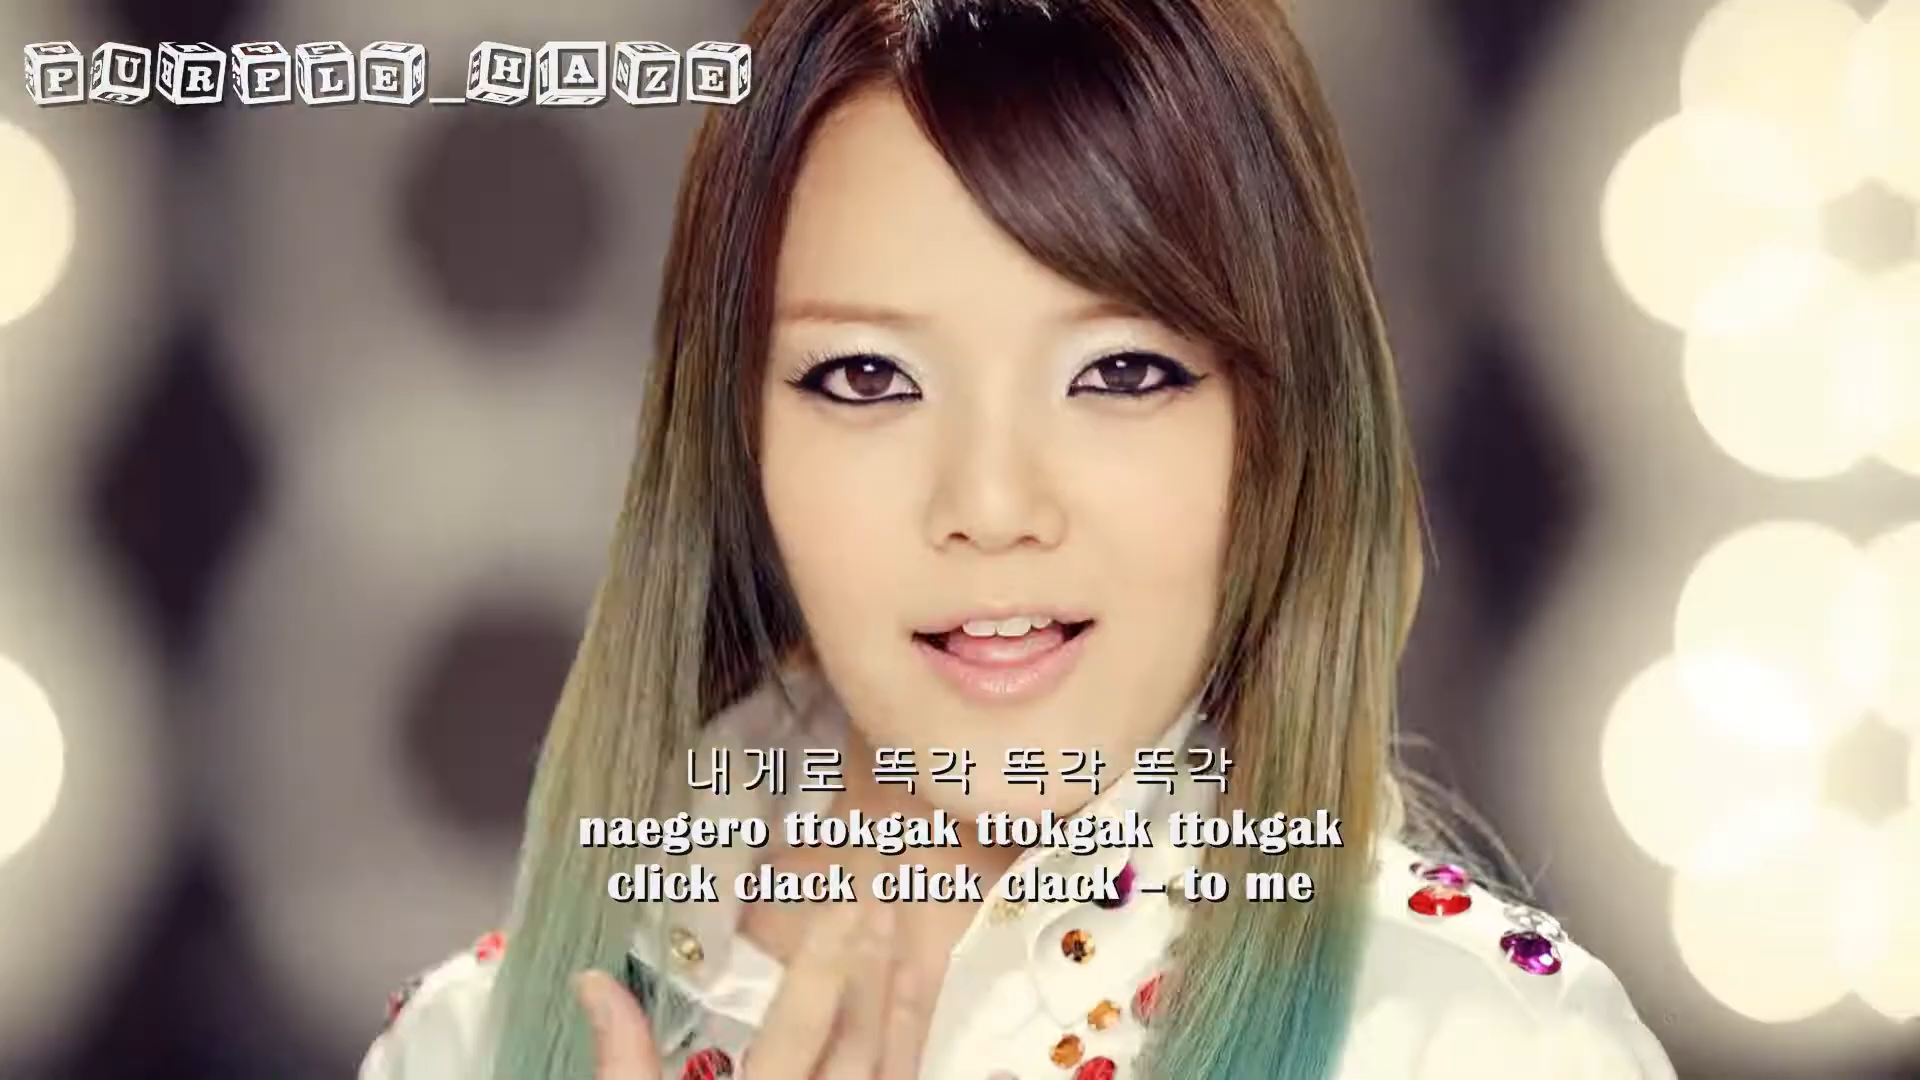 PURPLE_HAZE
내게로 똑각 똑각 똑각
naegero ttokgak ttokgak ttokgak
click clack click clack – to me